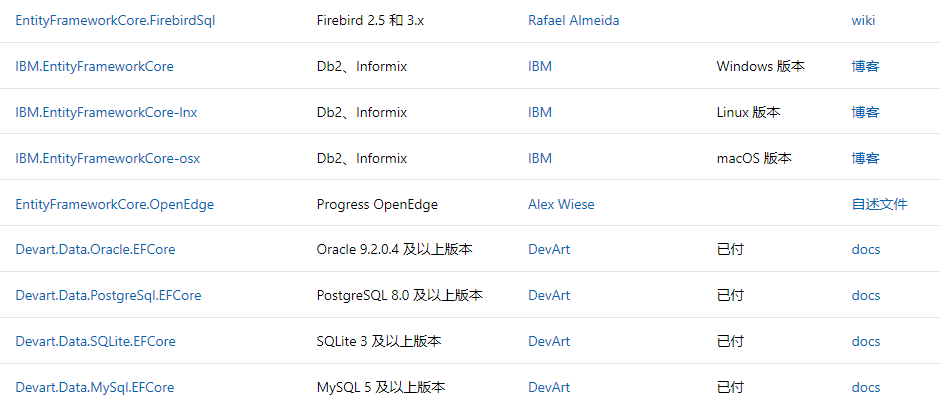 EntityFrameworkCore.FirebirdSql Firebird 2.5 和 3.x Rafael Almeida wiki
IBM.EntityFrameworkCore Db2、Informix IBM Windows 版本 博客
IBM.EntityFrameworkCore-lnx Db2、Informix IBM Linux 版本 博客
IBM.EntityFrameworkCore-osx Db2、Informix IBM macOS 版本 博客
EntityFrameworkCore.OpenEdge Progress OpenEdge Alex Wiese 自述文件
Devart.Data.Oracle.EFCore Oracle 9.2.0.4 及以上版本 DevArt 已付 docs
Devart.Data.PostgreSql.EFCore PostgreSQL 8.0 及以上版本 DevArt 已付 docs
Devart.Data.SQLite.EFCore SQLite 3 及以上版本 DevArt 已付 docs
Devart.Data.MySql.EFCore MySQL 5 及以上版本 DevArt 已付 docs